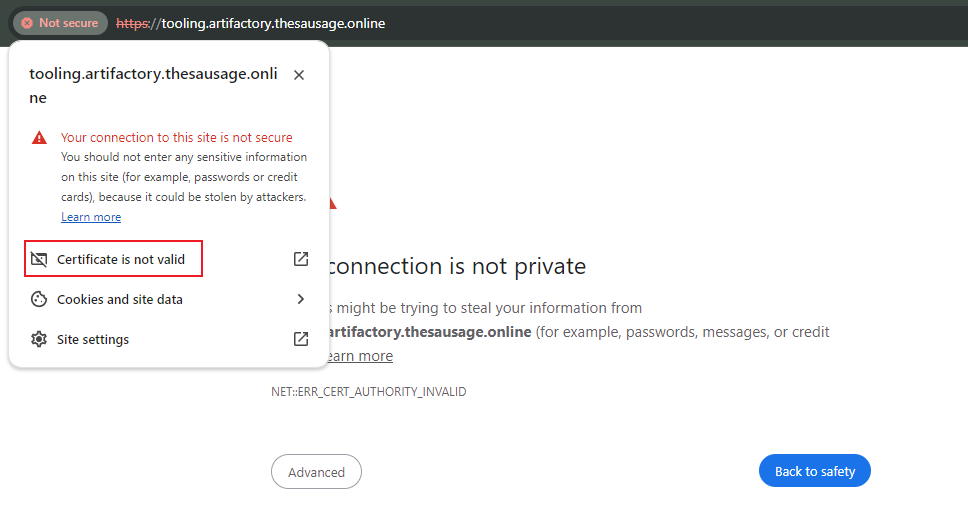 Not secure https://tooling.artifactory.thesausage.online
tooling.artifactory.thesausage.onli
ne
Your connection to this site is not secure
You should not enter any sensitive information
on this site (for example, passwords or credit
cards), because it could be stolen by attackers.
Learn more
Certificate is not valid
Cookies and site data
Site settings
connection is not private
might be trying to steal your information from
artifactory.thesausage.online (for example, passwords, messages, or credit
earn more
NET::ERR_CERT_AUTHORITY_INVALID
Advanced
Back to safety